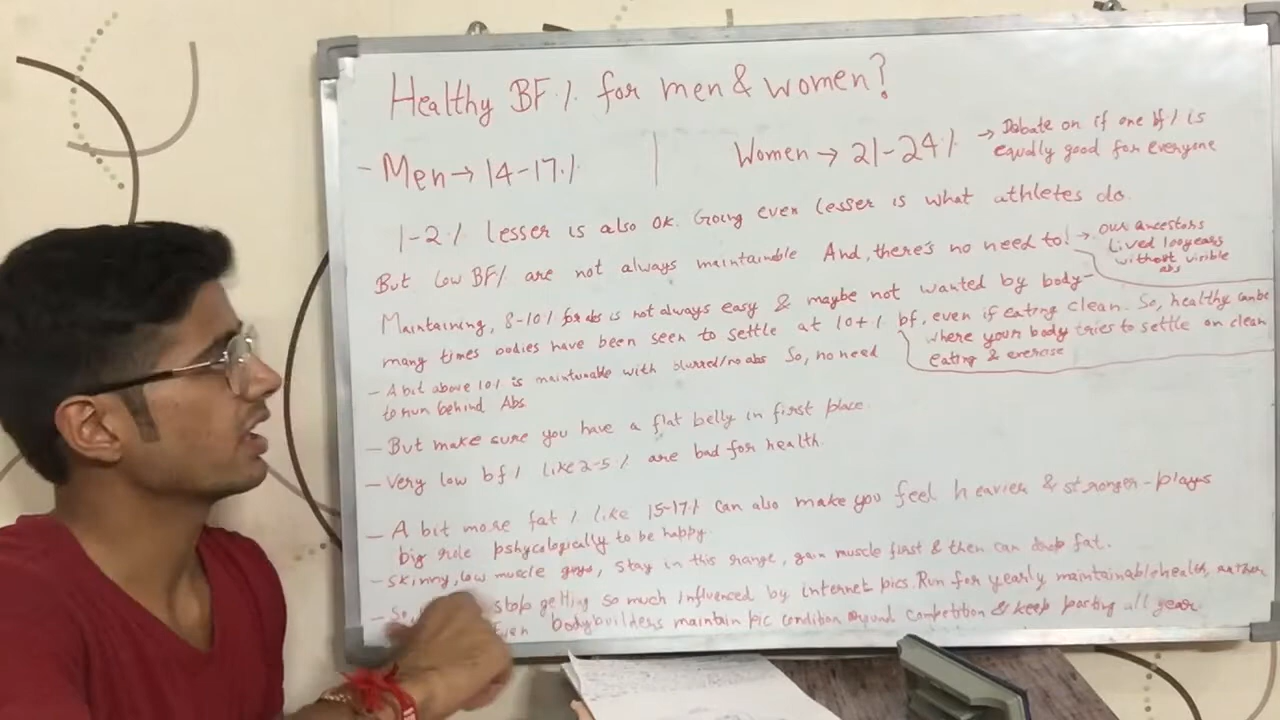 Healthy BF% for men & women?
- Men → 14-17% | Women → 21-24% → Debate on if one bf% is
equally good for everyone
1-2% lesser is also ok. Going even lesser is what athletes do.
But low BF% are not always maintainable And, there's no need to! → our ancestors
lived 100years
without visible
abs
Maintaining, 8-10% for abs is not always easy & maybe not wanted by body-
many times bodies have been seen to settle at 10+% bf, even if eating clean. So, healthy can be
where your body tries to settle on clean
eating & exercise
- A bit above 10% is maintanable with blurred/no abs So, no need
to run behind Abs
- But make sure you have a flat belly in first place.
- Very low bf% like 2-5% are bad for health.
- A bit more fat % like 15-17% can also make you feel heavier & stronger-plays
big role pshycologically to be happy.
- skinny, low muscle guys, stay in this range, gain muscle first & then can drop fat.
- So stop getting so much influenced by internet pics. Run for yearly maintainable health, rather
Even bodybuilders maintain pic condition around competition & keep posting all year